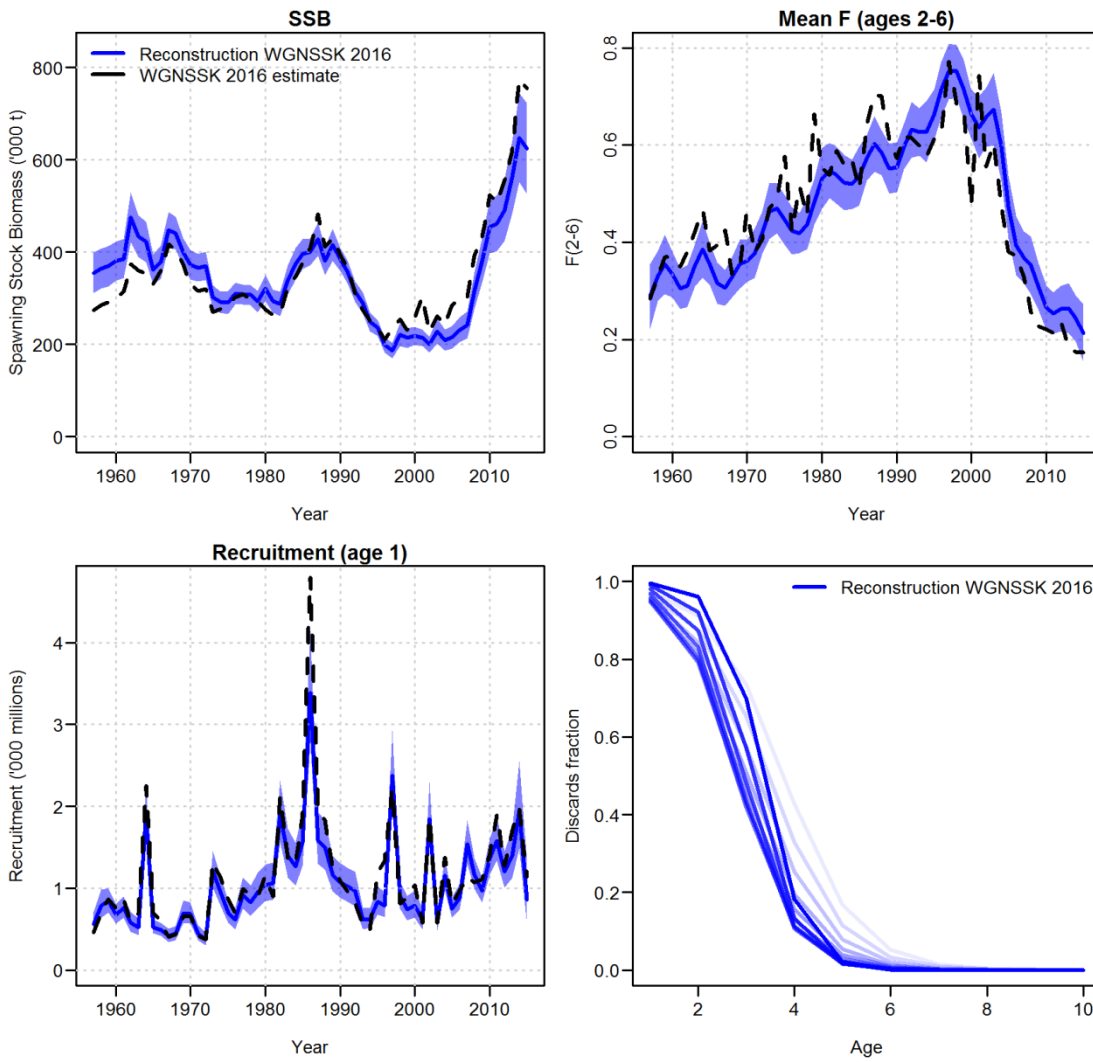 SSB
Reconstruction WGNSSK 2016
WGNSSK 2016 estimate
Spawning Stock Biomass ('000 t)
800
600
400
200
0
1960 1970 1980 1990 2000 2010
Year
Mean F (ages 2-6)
F(2-6)
0.8
0.6
0.4
0.2
0.0
1960 1970 1980 1990 2000 2010
Year
Recruitment (age 1)
Recruitment ('000 millions)
4
3
2
1
0
1960 1970 1980 1990 2000 2010
Year
Reconstruction WGNSSK 2016
Discards fraction
1.0
0.8
0.6
0.4
0.2
0.0
2 4 6 8 10
Age